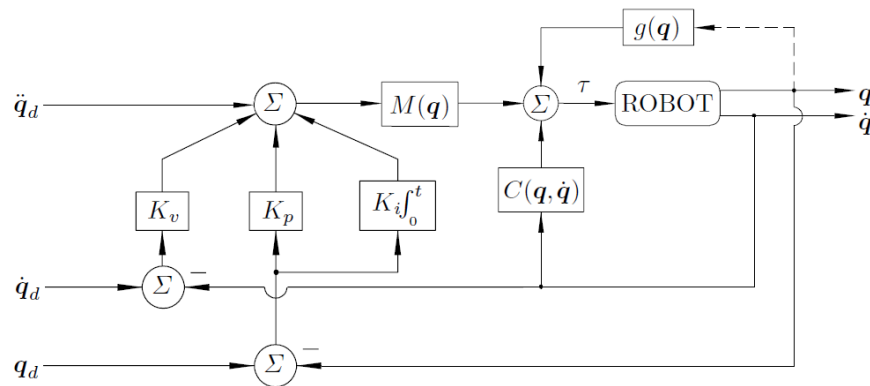 g(q)
q̈_d
Σ
M(q)
Σ
τ
ROBOT
q
q̇
K_v
K_p
K_i∫_0^t
C(q, q̇)
q̇_d
Σ
−
q_d
Σ
−